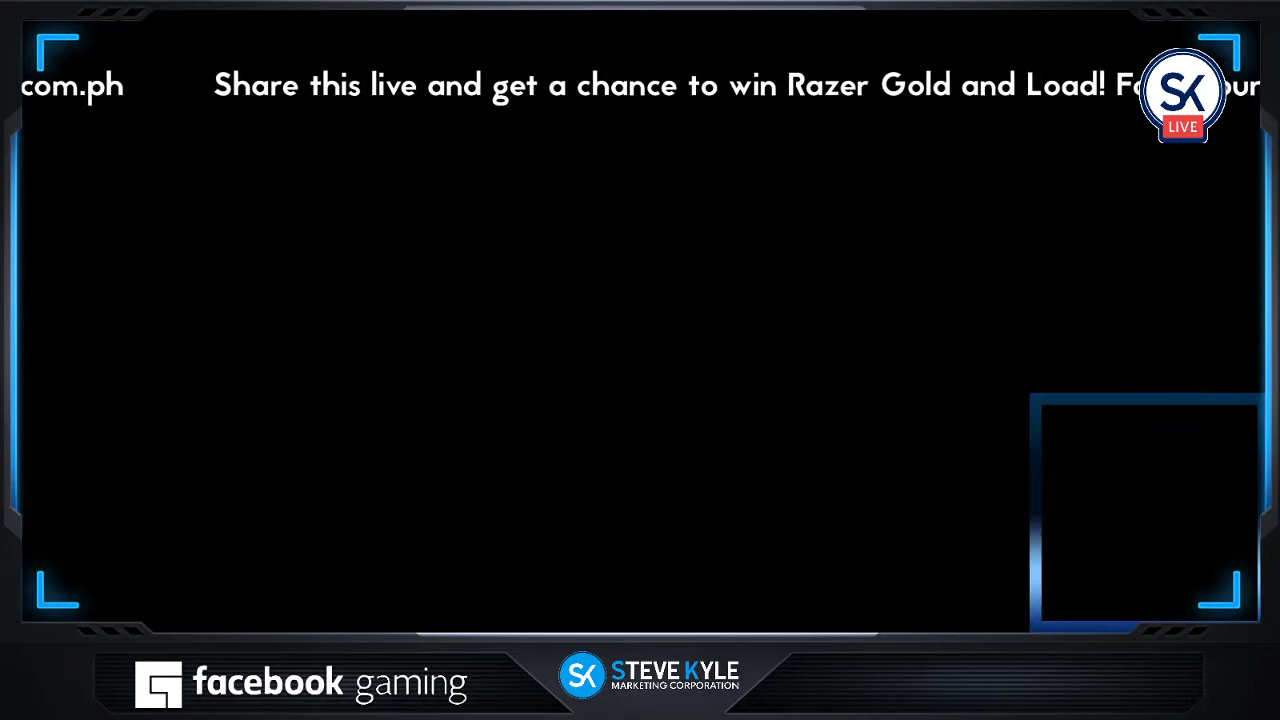 com.ph Share this live and get a chance to win Razer Gold and Load!
SK
LIVE
facebook gaming
SK STEVE KYLE
MARKETING CORPORATION